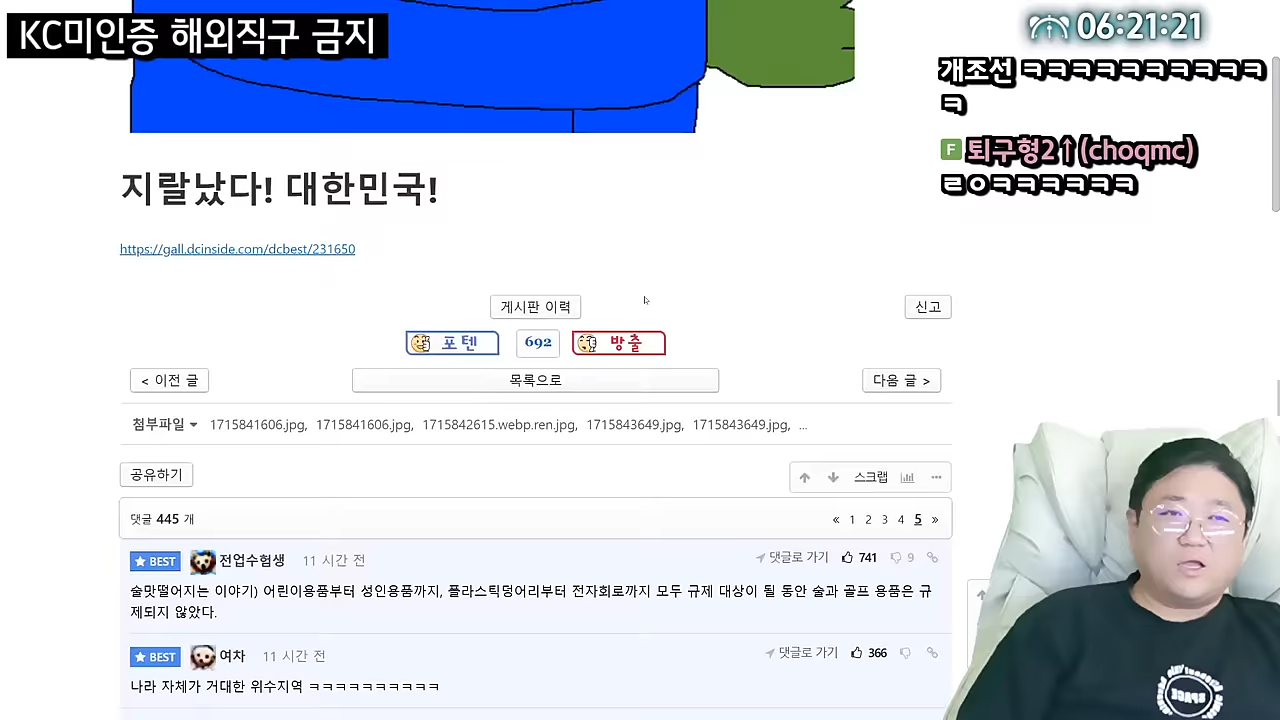 KC미인증 해외직구 금지
06:21:21
개조선 ㅋㅋㅋㅋㅋㅋㅋㅋㅋㅋ
ㅋ
F 퇴구형2↑(choqmc)
ㄹㅇㅋㅋㅋㅋㅋㅋ
지랄났다! 대한민국!
https://gall.dcinside.com/dcbest/231650
게시판 이력
신고
포텐 692 방출
< 이전 글
목록으로
다음 글 >
첨부파일 1715841606.jpg, 1715841606.jpg, 1715842615.webp.ren.jpg, 1715843649.jpg, 1715843649.jpg, ...
공유하기
스크랩
댓글 445 개
« 1 2 3 4 5 »
BEST 전업수험생 11 시간 전
댓글로 가기 741 9
술맛떨어지는 이야기) 어린이용품부터 성인용품까지, 플라스틱덩어리부터 전자회로까지 모두 규제 대상이 될 동안 술과 골프 용품은 규
제되지 않았다.
BEST 여차 11 시간 전
댓글로 가기 366
나라 자체가 거대한 위수지역 ㅋㅋㅋㅋㅋㅋㅋㅋㅋㅋ